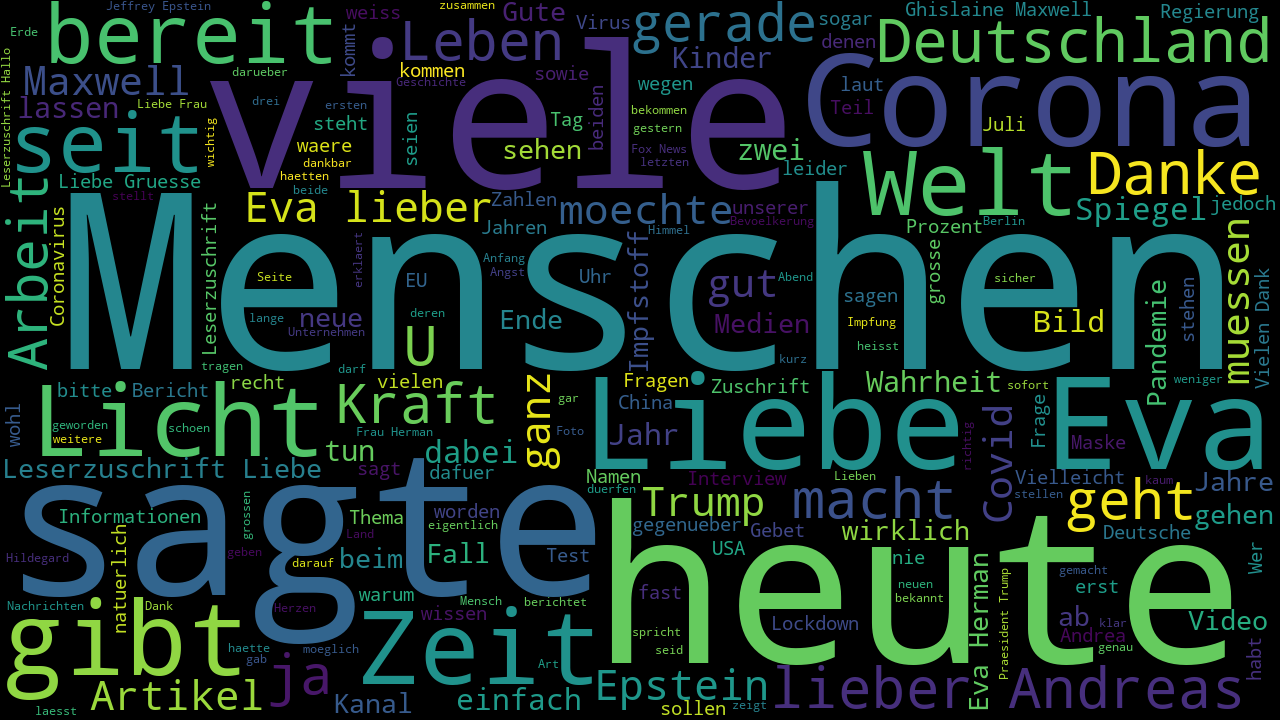 Erde
bereit
kommt
weiss
zusammen
Leben
Gute
Virus
gerade
sogar
Ghislaine Maxwell
Regierung
Jeffrey Epstein
denen
Deutschland
Leserzuschrift Hallo
Maxwell
darueber
viele
kommen
Geschichte
sowie
Kinder
wegen
Corona
laut
Teil
lassen
Liebe Frau
drei
ersten
bekommen
seit
wichtig
steht
seien
Tag
beiden
gestern
Juli
waere
dankbar
haetten
beide
sehen
Fox News
letzten
zwei
leider
Welt
Danke
Liebe Gruesse
stellt
Arbeit
Coronavirus
Leserzuschrift
Menschen
Eva lieber
Zahlen
Jahren
moechte
unserer
Bevoelkerung
Himmel
Prozent
Berlin
Spiegel
jedoch
erklaert
Anfang
Angst
Seite
EU
Uhr
Impfstoff
gut
Abend
grosse
sicher
sagen
muessen
Vielen Dank
stehen
Pandemie
lange
neue
Unternehmen
deren
U
Ende
Medien
Impfung
heisst
Bild
tragen
darf
kurz
wohl
bitte
Bericht
recht
vielen
Kraft
gar
ganz
Fragen
Zuschrift
Wahrheit
sofort
weniger
Licht
geworden
weitere
schoen
Frau Herman
Foto
China
Jahr
Liebe
Eva
Frage
Maske
Covid
richtig
tun
dabei
Leserzuschrift Liebe
sagt
dafuer
Namen
duerfen
Interview
Lieben
Vielleicht
stellen
kaum
Jahre
sagte
grossen
Informationen
Thema
worden
eigentlich
Trump
macht
geht
gehen
gegenueber
Gebet
wirklich
Deutsche
Hildegard
geben
Land
darauf
beim
Fall
Test
USA
nie
heute
Wer
natuerlich
Nachrichten
Dank
Herzen
warum
Mensch
wissen
berichtet
fast
neuen
bekannt
gemacht
erst
gibt
Zeit
Lockdown
ab
Andrea
klar
genau
Video
Eva Herman
Praesident Trump
haette
gab
moeglich
spricht
seid
habt
laesst
Artikel
ja
Kanal
einfach
Art
Epstein
sollen
zeigt
lieber
Andreas